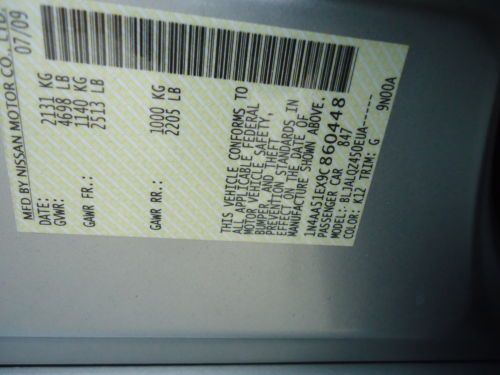 MFD BY NISSAN MOTOR CO., LTD.
DATE: 07/09
GVWR: 2131 KG
4698 LB
GAWR FR.: 1140 KG
2513 LB
GAWR RR.: 1000 KG
2205 LB
THIS VEHICLE CONFORMS TO
ALL APPLICABLE FEDERAL
MOTOR VEHICLE SAFETY,
BUMPER, AND THEFT
PREVENTION STANDARDS IN
EFFECT ON THE DATE OF
MANUFACTURE SHOWN ABOVE.
1N4AA51EX9C860448
PASSENGER CAR 847
MODEL: BLJALQZ450EUA-----
COLOR: K12 TRIM: G 9N00A